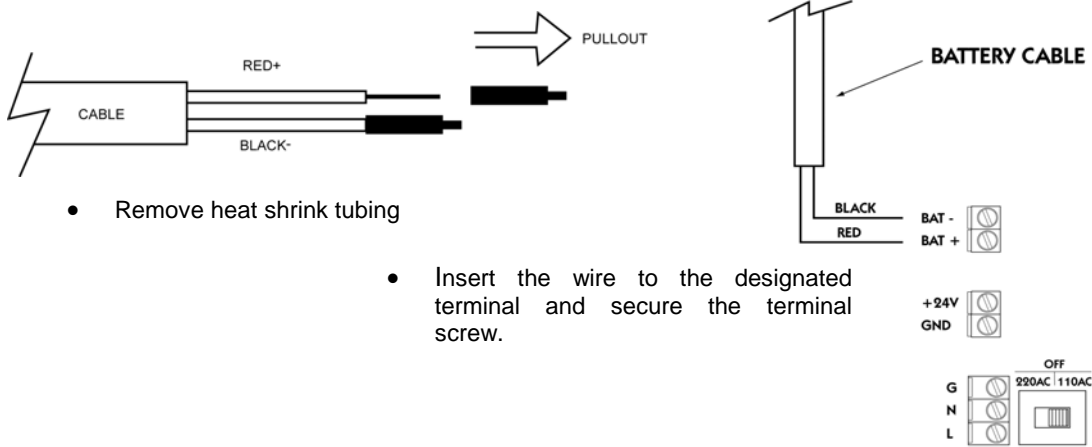 PULLOUT
RED+
CABLE
BLACK-
• Remove heat shrink tubing
• Insert the wire to the designated
terminal and secure the terminal
screw.
BATTERY CABLE
BLACK
BAT -
RED
BAT +
+24V
GND
OFF
220AC 110AC
G
N
L